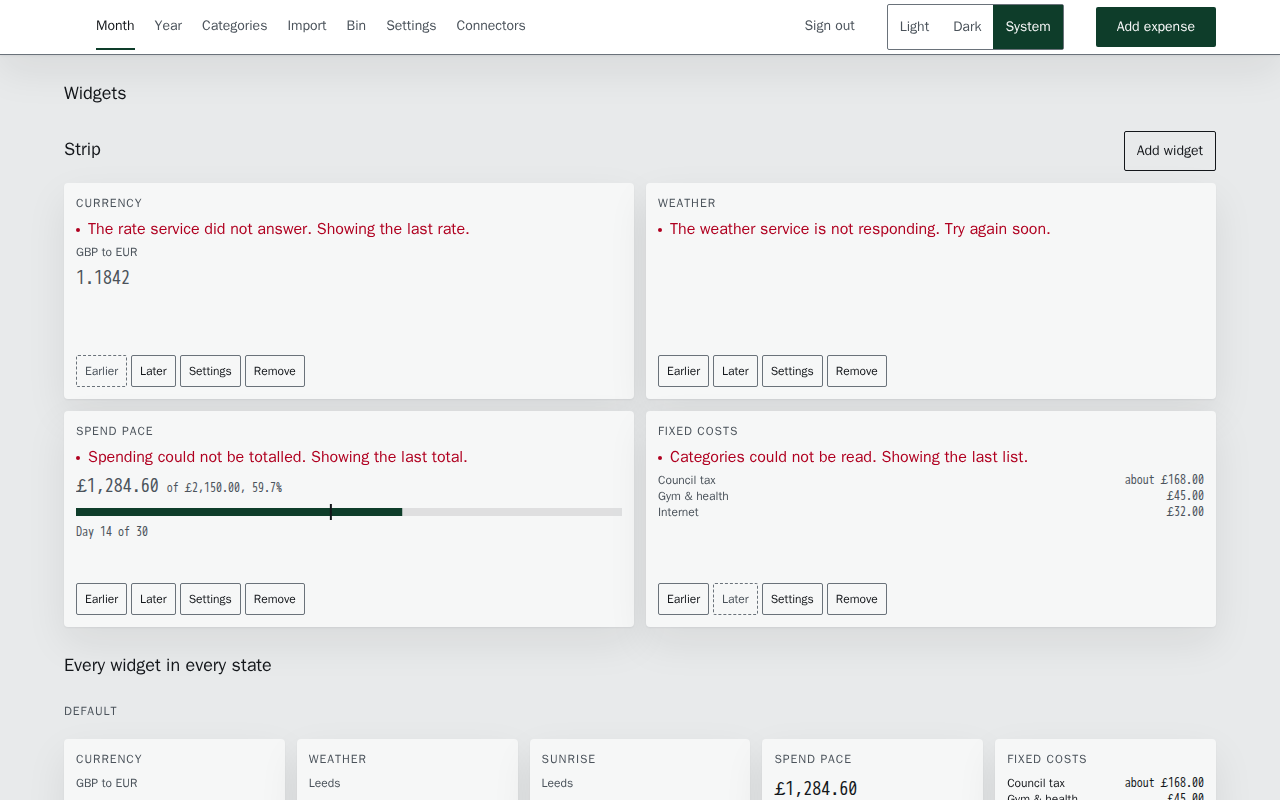 Month Year Categories Import Bin Settings Connectors Sign out Light Dark System Add expense
Widgets
Strip Add widget
CURRENCY
• The rate service did not answer. Showing the last rate.
GBP to EUR
1.1842
Earlier Later Settings Remove
WEATHER
• The weather service is not responding. Try again soon.
Earlier Later Settings Remove
SPEND PACE
• Spending could not be totalled. Showing the last total.
£1,284.60 of £2,150.00, 59.7%
Day 14 of 30
Earlier Later Settings Remove
FIXED COSTS
• Categories could not be read. Showing the last list.
Council tax about £168.00
Gym & health £45.00
Internet £32.00
Earlier Later Settings Remove
Every widget in every state
DEFAULT
CURRENCY
GBP to EUR
WEATHER
Leeds
SUNRISE
Leeds
SPEND PACE
£1,284.60
FIXED COSTS
Council tax about £168.00
Gym & health £45.00